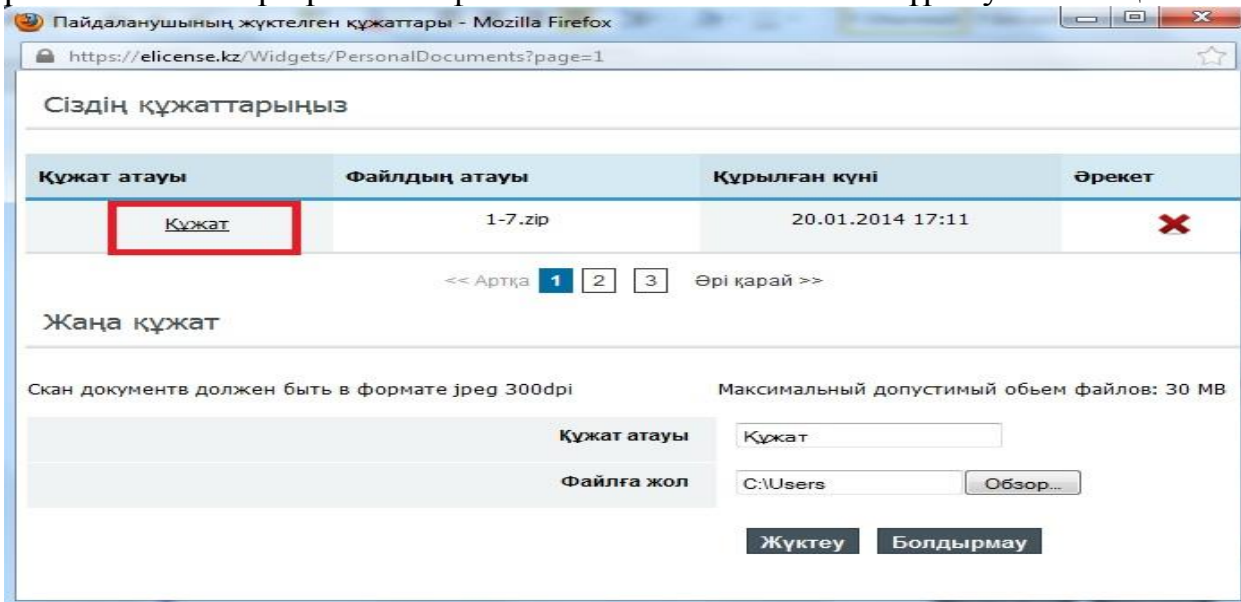 Пайдаланушының жүктелген құжаттары - Mozilla Firefox
https://elicense.kz/Widgets/PersonalDocuments?page=1
Сіздің құжаттарыңыз
Құжат атауы Файлдың атауы Құрылған күні Әрекет
Құжат 1-7.zip 20.01.2014 17:11
<< Артқа 1 2 3 Әрі қарай >>
Жаңа құжат
Скан документв должен быть в формате jpeg 300dpi Максимальный допустимый обьем файлов: 30 MB
Құжат атауы Құжат
Файлға жол C:\Users Обзор...
Жүктеу Болдырмау